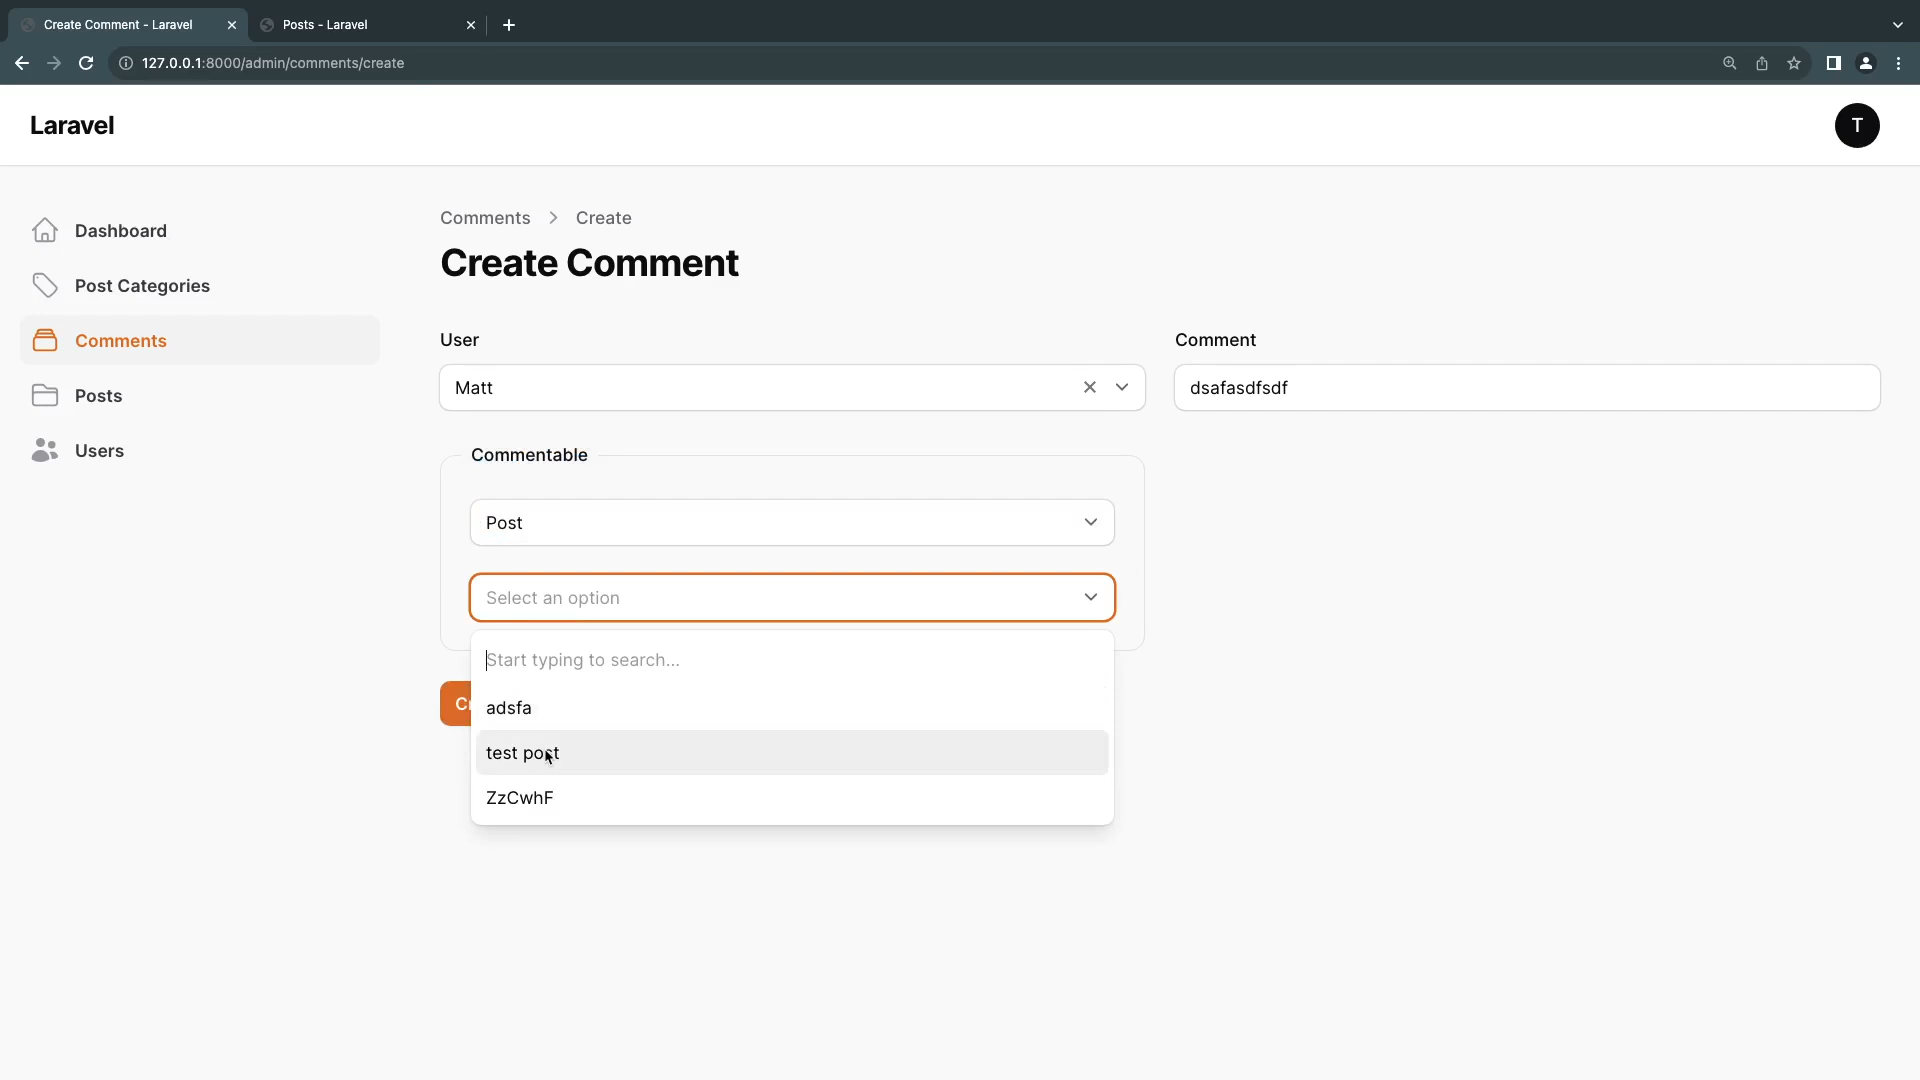 Create Comment - Laravel
Posts - Laravel
127.0.0.1:8000/admin/comments/create
Laravel
T
Dashboard
Post Categories
Comments
Posts
Users
Comments Create
Create Comment
User
Matt
Comment
dsafasdfsdf
Commentable
Post
Select an option
Start typing to search...
adsfa
test post
ZzCwhF